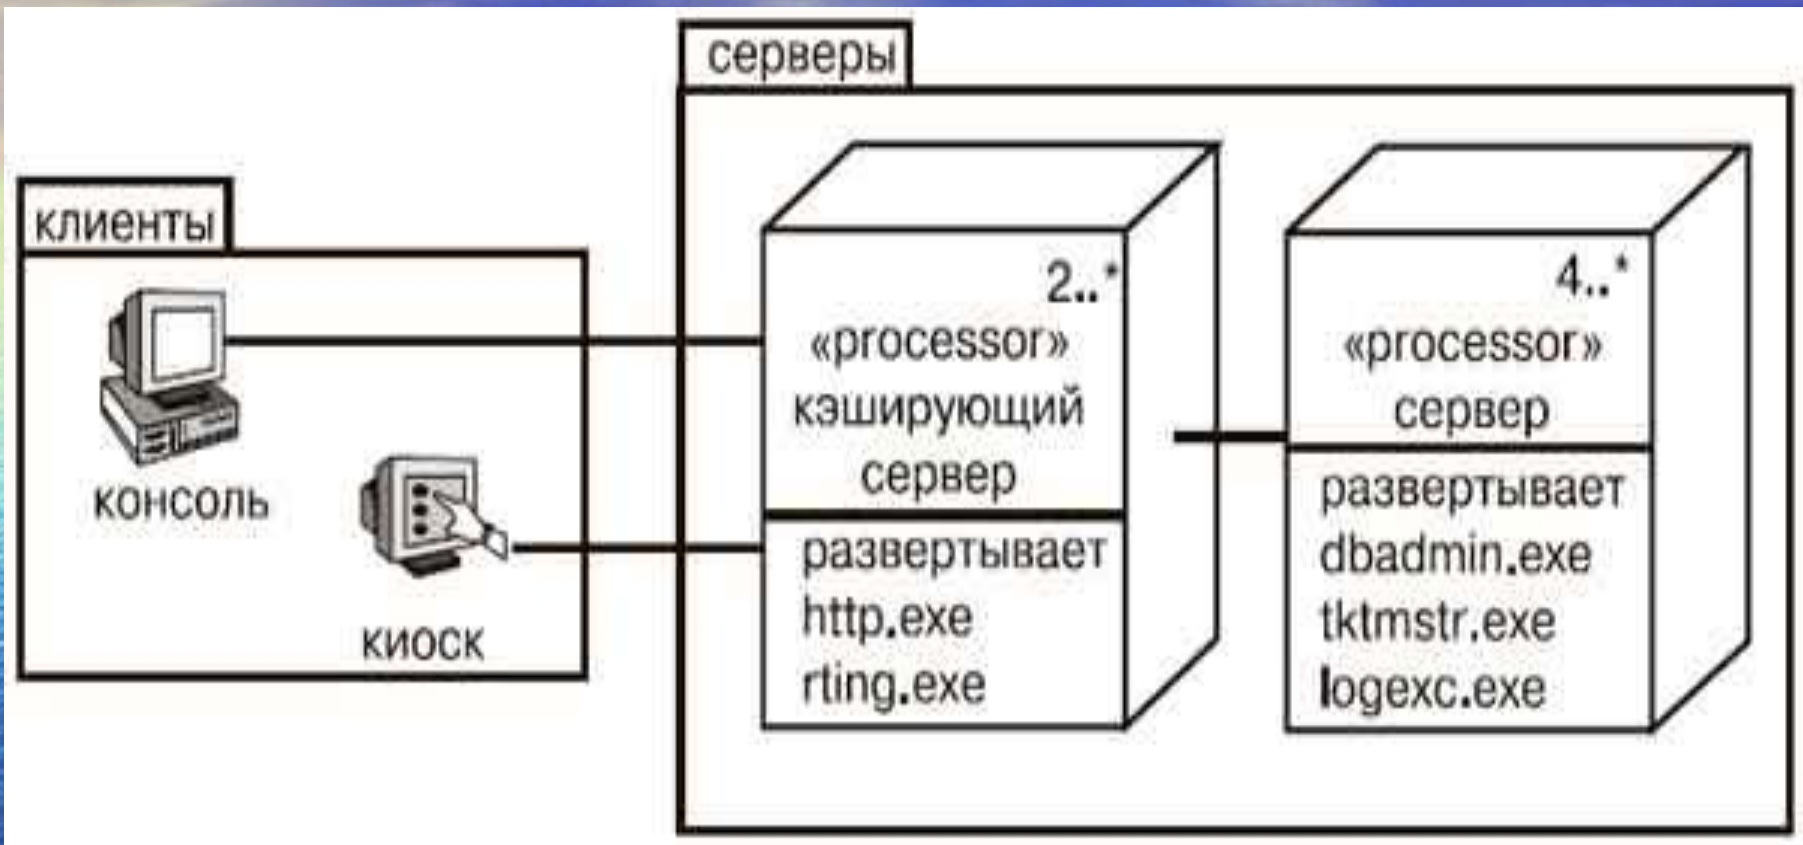 серверы
клиенты
консоль
киоск
2..*
«processor»
кэширующий
сервер
развертывает
http.exe
rting.exe
4..*
«processor»
сервер
развертывает
dbadmin.exe
tktmstr.exe
logexc.exe